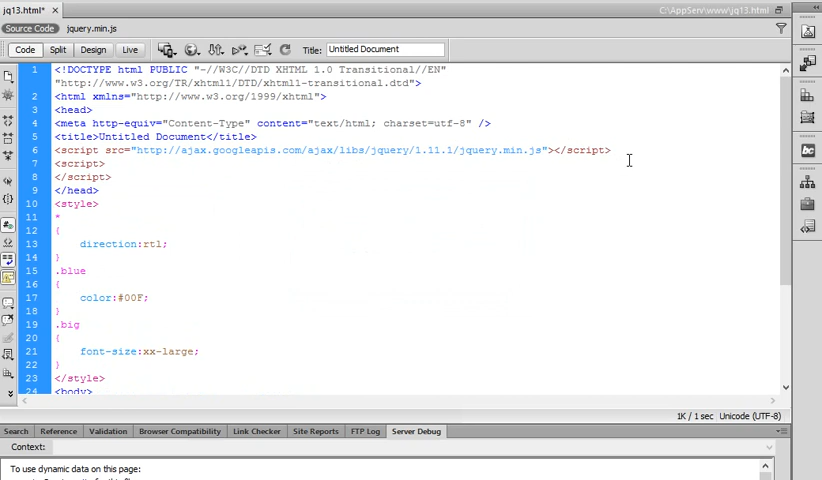 jq13.html* ×
C:\AppServ\www\jq13.html
Source Code jquery.min.js
Code Split Design Live Title: Untitled Document
1 <!DOCTYPE html PUBLIC "-//W3C//DTD XHTML 1.0 Transitional//EN"
"http://www.w3.org/TR/xhtml1/DTD/xhtml1-transitional.dtd">
2 <html xmlns="http://www.w3.org/1999/xhtml">
3 <head>
4 <meta http-equiv="Content-Type" content="text/html; charset=utf-8" />
5 <title>Untitled Document</title>
6 <script src="http://ajax.googleapis.com/ajax/libs/jquery/1.11.1/jquery.min.js"></script>
7 <script>
8 </script>
9 </head>
10 <style>
11 *
12 {
13 direction:rtl;
14 }
15 .blue
16 {
17 color:#00F;
18 }
19 .big
20 {
21 font-size:xx-large;
22 }
23 </style>
24 <body>
1K / 1 sec Unicode (UTF-8)
Search Reference Validation Browser Compatibility Link Checker Site Reports FTP Log Server Debug
Context:
To use dynamic data on this page: